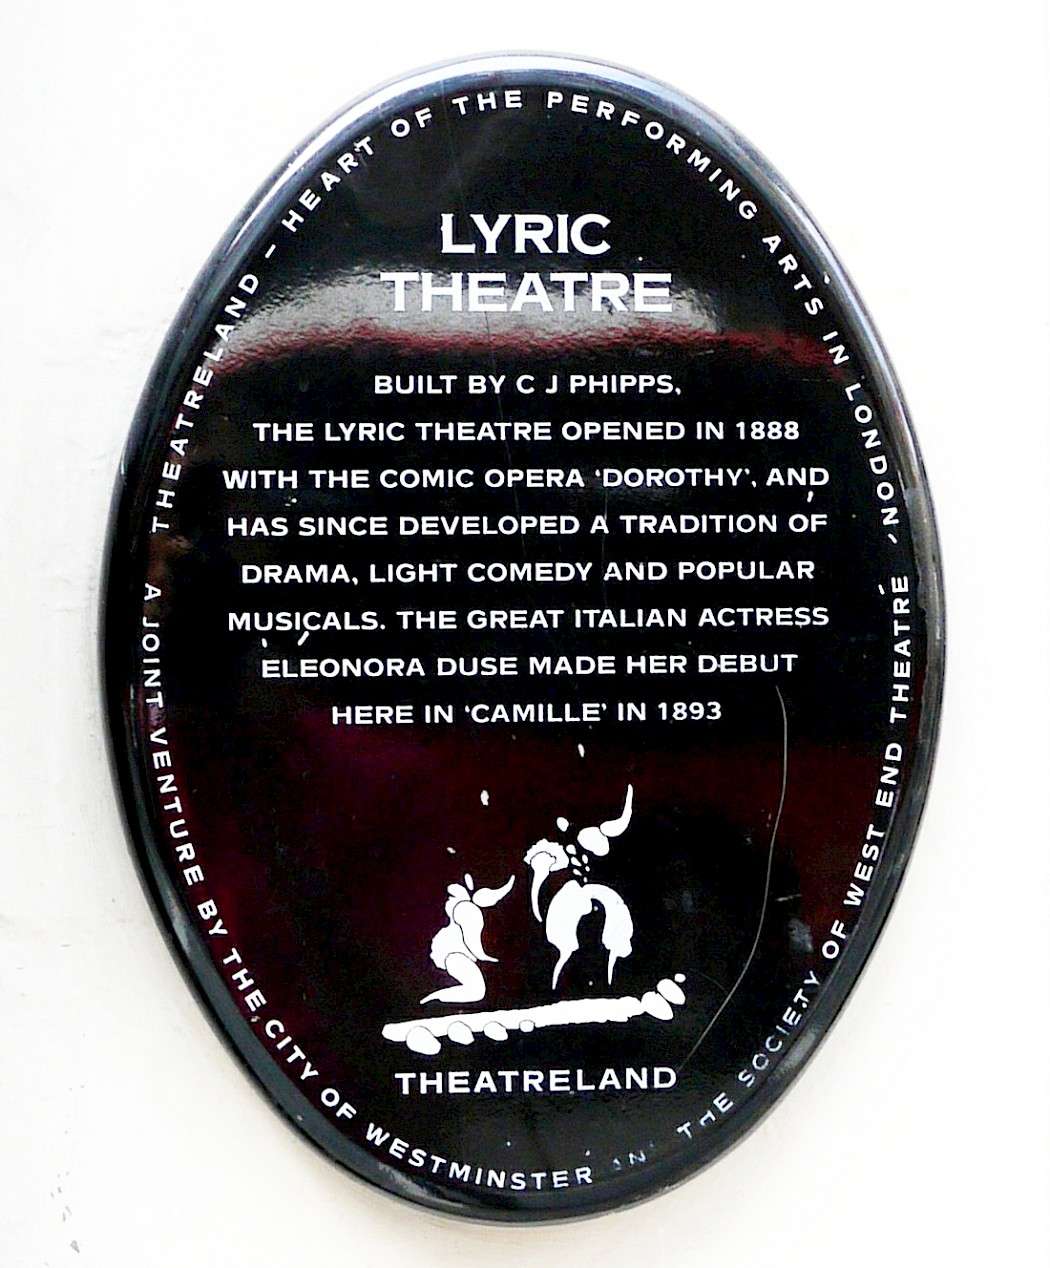 THEATRELAND – HEART OF THE PERFORMING ARTS IN LONDON,
LYRIC
THEATRE
BUILT BY C J PHIPPS,
THE LYRIC THEATRE OPENED IN 1888
WITH THE COMIC OPERA ‘DOROTHY’, AND
HAS SINCE DEVELOPED A TRADITION OF
DRAMA, LIGHT COMEDY AND POPULAR
MUSICALS. THE GREAT ITALIAN ACTRESS
ELEONORA DUSE MADE HER DEBUT
HERE IN ‘CAMILLE’ IN 1893
THEATRELAND
A JOINT VENTURE BY THE CITY OF WESTMINSTER AND THE SOCIETY OF WEST END THEATRE